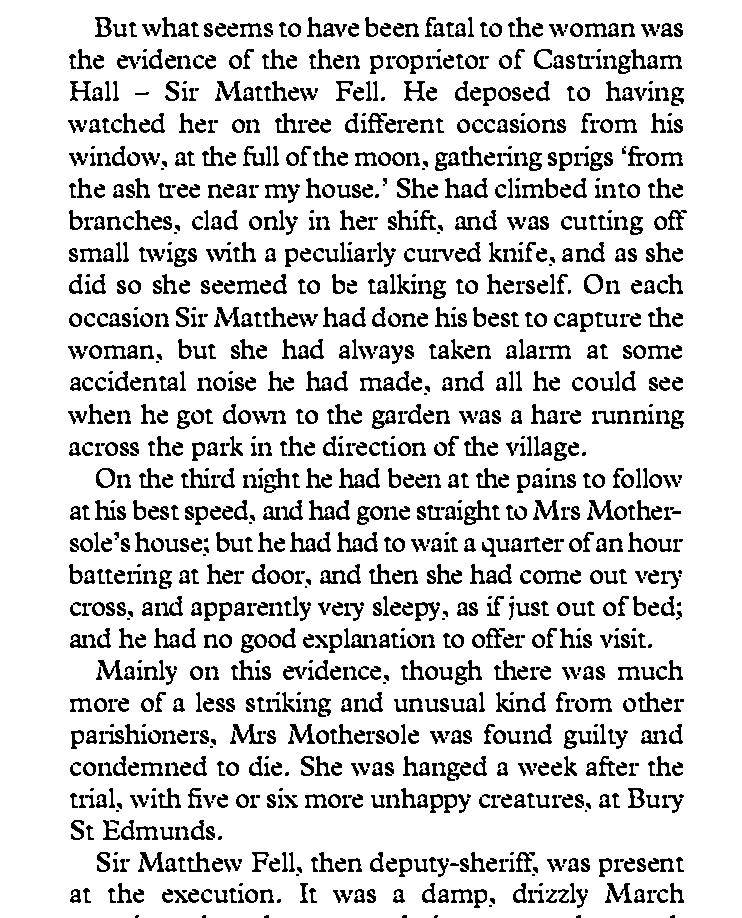 But what seems to have been fatal to the woman was
the evidence of the then proprietor of Castringham
Hall – Sir Matthew Fell. He deposed to having
watched her on three different occasions from his
window, at the full of the moon, gathering sprigs ‘from
the ash tree near my house.’ She had climbed into the
branches, clad only in her shift, and was cutting off
small twigs with a peculiarly curved knife, and as she
did so she seemed to be talking to herself. On each
occasion Sir Matthew had done his best to capture the
woman, but she had always taken alarm at some
accidental noise he had made, and all he could see
when he got down to the garden was a hare running
across the park in the direction of the village.
On the third night he had been at the pains to follow
at his best speed, and had gone straight to Mrs Mother-
sole’s house; but he had had to wait a quarter of an hour
battering at her door, and then she had come out very
cross, and apparently very sleepy, as if just out of bed;
and he had no good explanation to offer of his visit.
Mainly on this evidence, though there was much
more of a less striking and unusual kind from other
parishioners, Mrs Mothersole was found guilty and
condemned to die. She was hanged a week after the
trial, with five or six more unhappy creatures, at Bury
St Edmunds.
Sir Matthew Fell, then deputy-sheriff, was present
at the execution. It was a damp, drizzly March